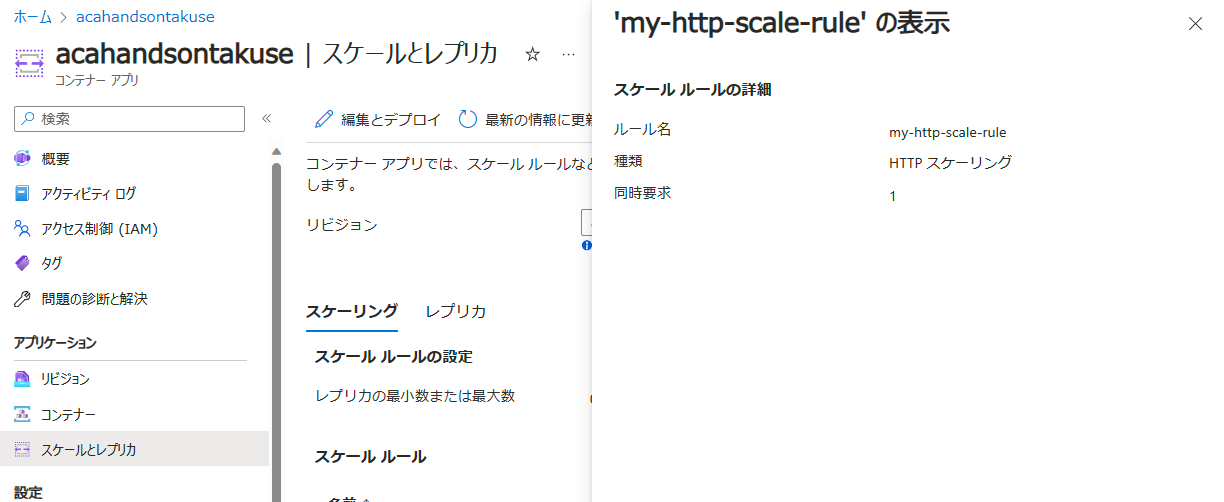 ホーム > acahandsontakuse
acahandsontakuse | スケールとレプリカ
コンテナー アプリ
検索
概要
アクティビティ ログ
アクセス制御 (IAM)
タグ
問題の診断と解決
アプリケーション
リビジョン
コンテナー
スケールとレプリカ
設定
編集とデプロイ
最新の情報に更新
コンテナー アプリでは、スケール ルールな
します。
リビジョン
スケーリング
レプリカ
スケール ルールの設定
レプリカの最小数または最大数
スケール ルール
'my-http-scale-rule' の表示
スケール ルールの詳細
ルール名 my-http-scale-rule
種類 HTTP スケーリング
同時要求 1